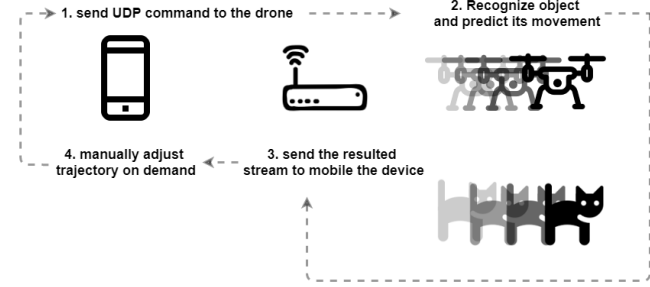 1. send UDP command to the drone
2. Recognize object
and predict its movement
3. send the resulted
stream to mobile the device
4. manually adjust
trajectory on demand